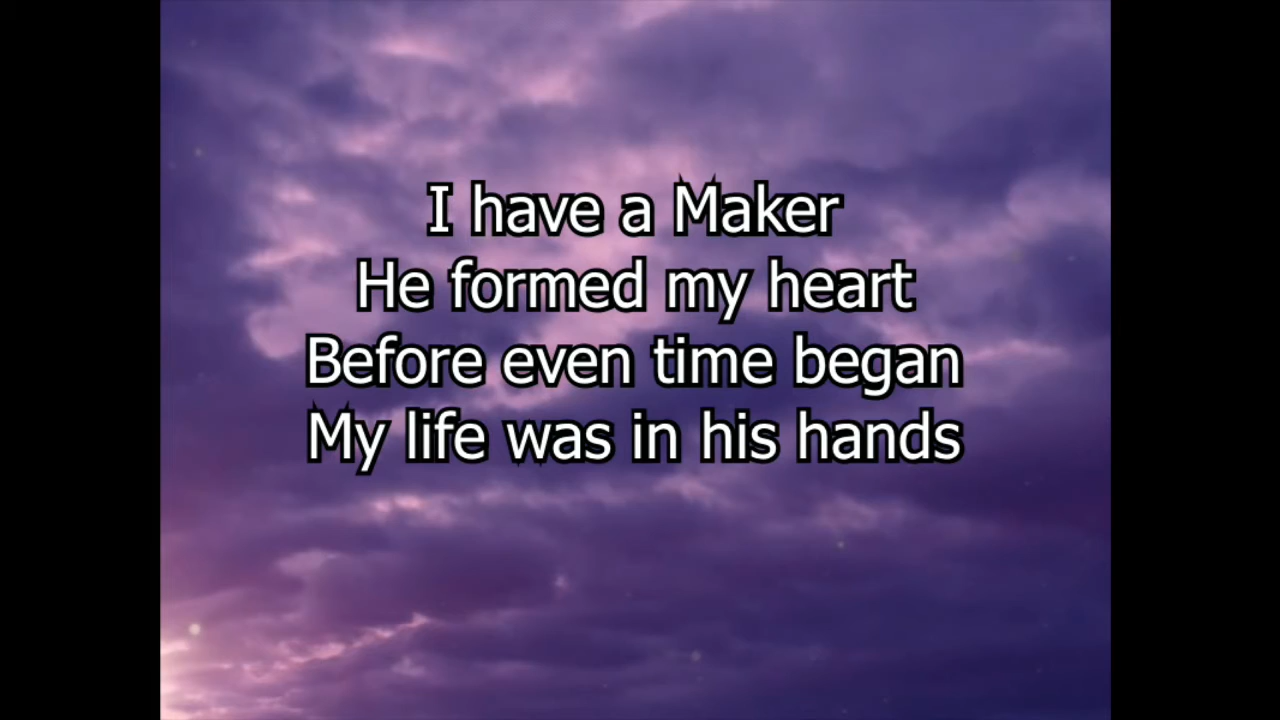 I have a Maker
He formed my heart
Before even time began
My life was in his hands